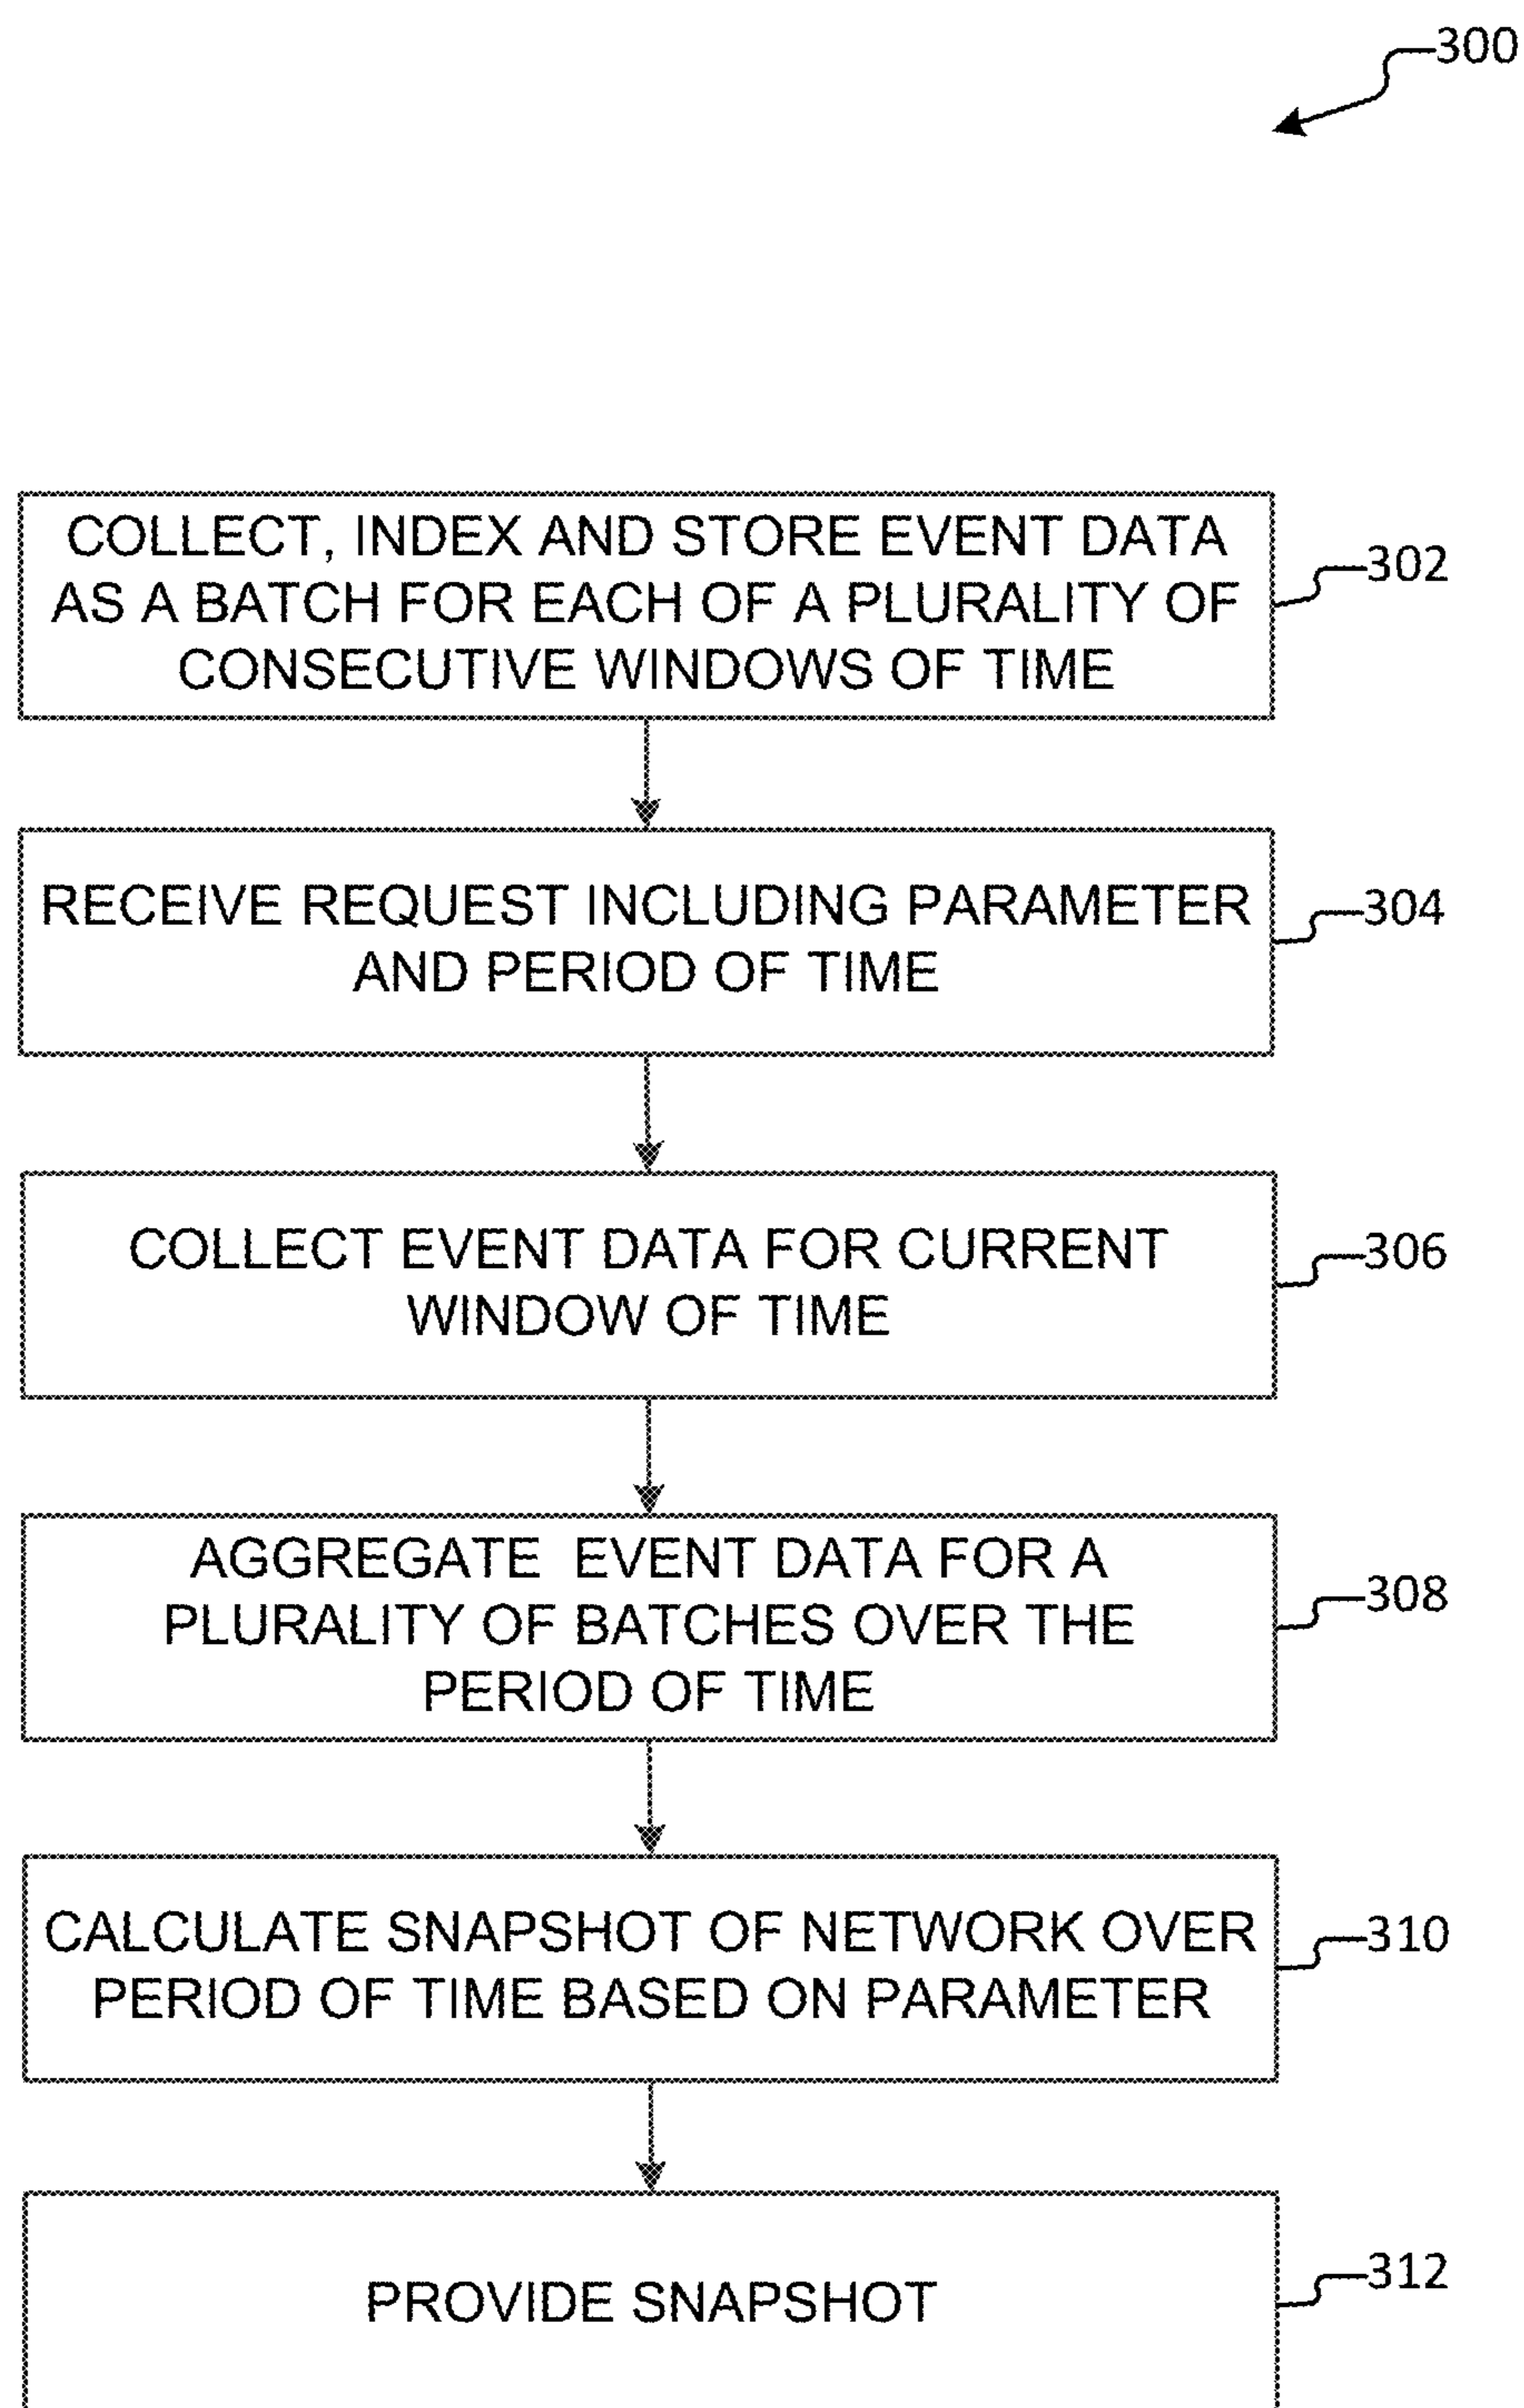 300
COLLECT, INDEX AND STORE EVENT DATA
AS A BATCH FOR EACH OF A PLURALITY OF
CONSECUTIVE WINDOWS OF TIME
302
RECEIVE REQUEST INCLUDING PARAMETER
AND PERIOD OF TIME
304
COLLECT EVENT DATA FOR CURRENT
WINDOW OF TIME
306
AGGREGATE EVENT DATA FOR A
PLURALITY OF BATCHES OVER THE
PERIOD OF TIME
308
CALCULATE SNAPSHOT OF NETWORK OVER
PERIOD OF TIME BASED ON PARAMETER
310
PROVIDE SNAPSHOT
312